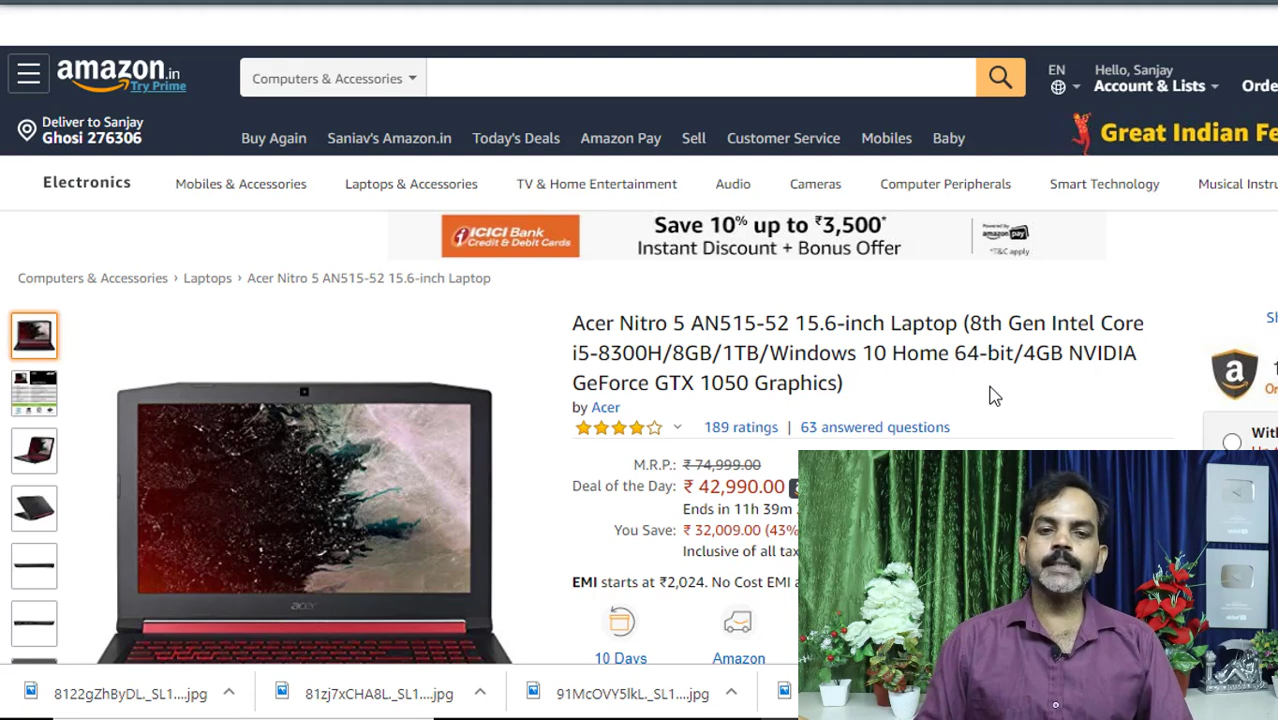 amazon.in
Try Prime
Computers & Accessories
EN
Hello, Sanjay
Account & Lists
Deliver to Sanjay
Ghosi 276306
Buy Again
Saniav's Amazon.in
Today's Deals
Amazon Pay
Sell
Customer Service
Mobiles
Baby
Great Indian
Electronics
Mobiles & Accessories
Laptops & Accessories
TV & Home Entertainment
Audio
Cameras
Computer Peripherals
Smart Technology
Musical
ICICI Bank
Credit & Debit Cards
Save 10% up to ₹3,500*
Instant Discount + Bonus Offer
Powered by
amazon pay
*T&C apply
Computers & Accessories › Laptops › Acer Nitro 5 AN515-52 15.6-inch Laptop
Acer Nitro 5 AN515-52 15.6-inch Laptop (8th Gen Intel Core
i5-8300H/8GB/1TB/Windows 10 Home 64-bit/4GB NVIDIA
GeForce GTX 1050 Graphics)
by Acer
189 ratings | 63 answered questions
M.R.P.: ₹ 74,999.00
Deal of the Day: ₹ 42,990.00
Ends in 11h 39m
You Save: ₹ 32,009.00 (43%
Inclusive of all
EMI starts at ₹2,024. No Cost EMI
10 Days
Amazon
acer
8122gZhByDL._SL1....jpg
81zj7xCHA8L._SL1....jpg
91McOVY5lkL._SL1....jpg